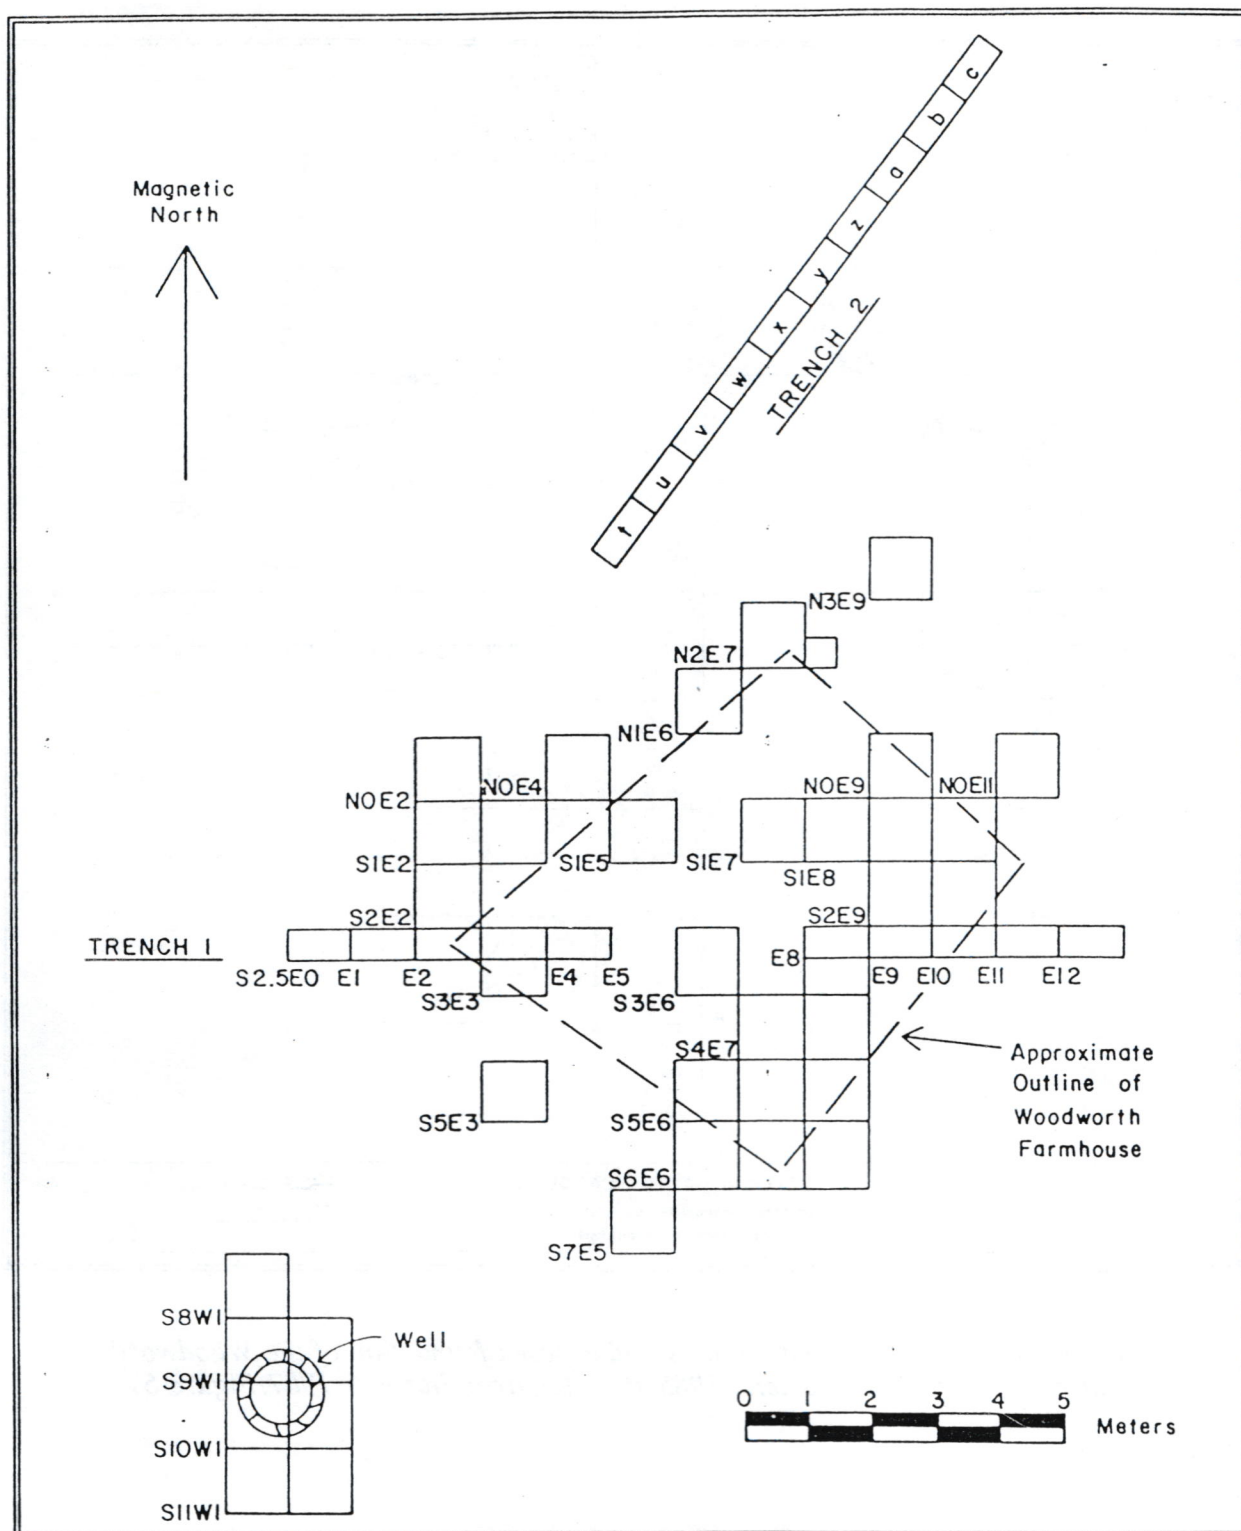 c
b
a
z
y
x
w
v
u
t
TRENCH 2
Magnetic
North
N3E9
N2E7
N1E6
N0E2
N0E4
N0E9
N0E11
S1E2
S1E5
S1E7
S1E8
S2E2
S2E9
TRENCH 1
E8
S2.5E0 E1 E2 E4 E5 E9 E10 E11 E12
S3E3
S3E6
S4E7
Approximate
Outline of
Woodworth
Farmhouse
S5E3
S5E6
S6E6
S7E5
S8W1
Well
S9W1
S10W1
S11W1
0 1 2 3 4 5
Meters